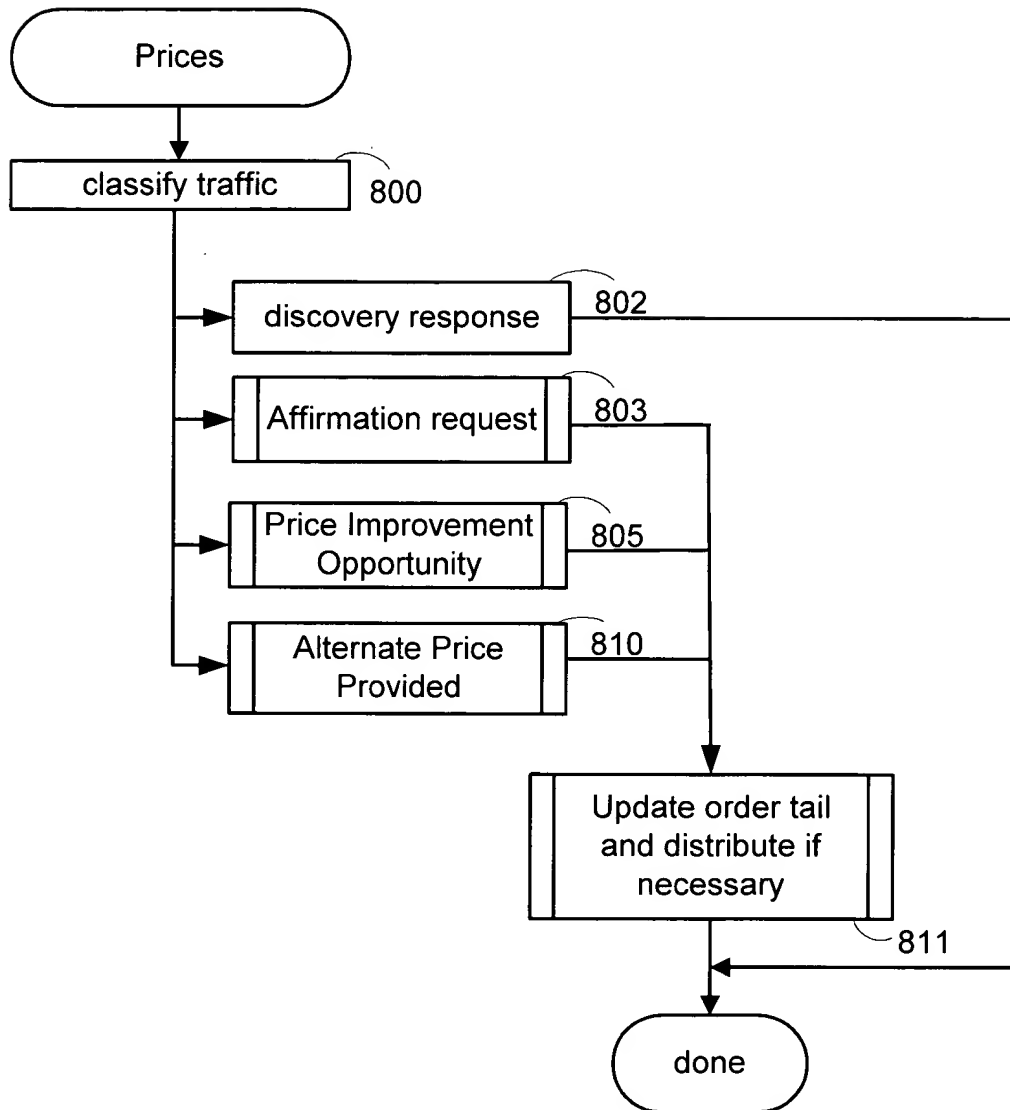 Prices
classify traffic
800
discovery response
802
Affirmation request
803
Price Improvement
Opportunity
805
Alternate Price
Provided
810
Update order tail
and distribute if
necessary
811
done